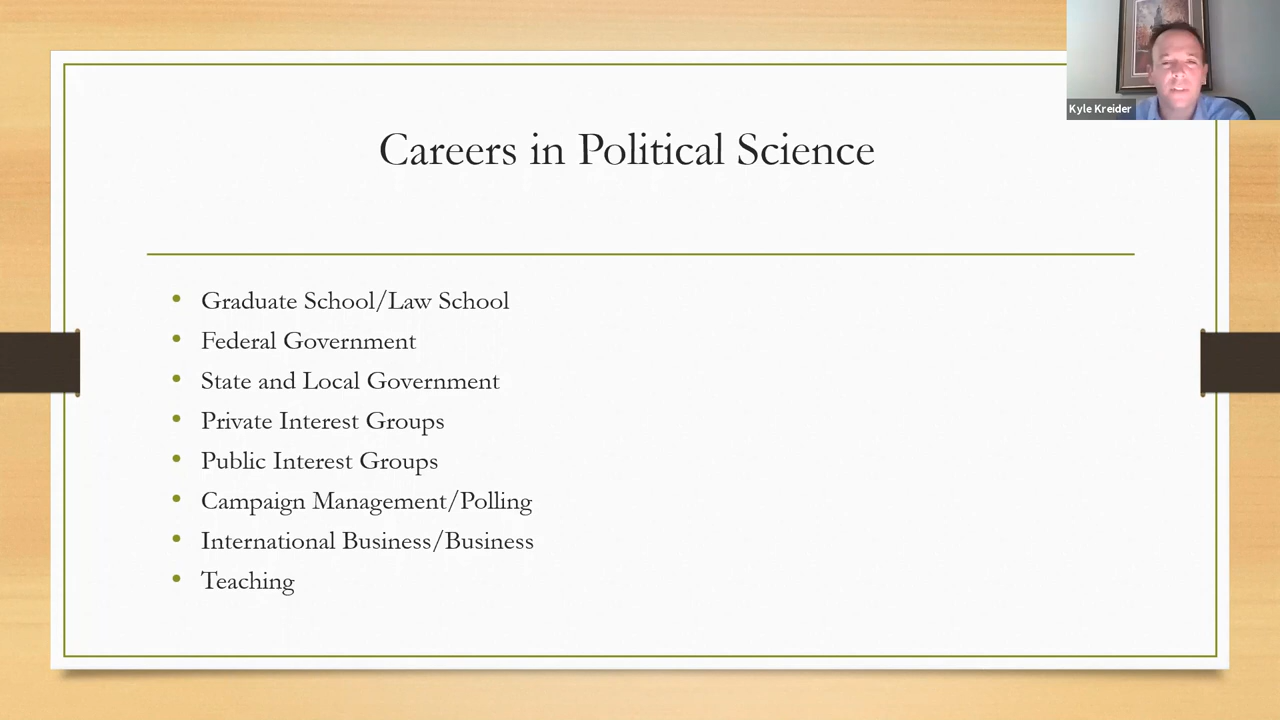 Kyle Kreider
Careers in Political Science
Graduate School/Law School
Federal Government
State and Local Government
Private Interest Groups
Public Interest Groups
Campaign Management/Polling
International Business/Business
Teaching